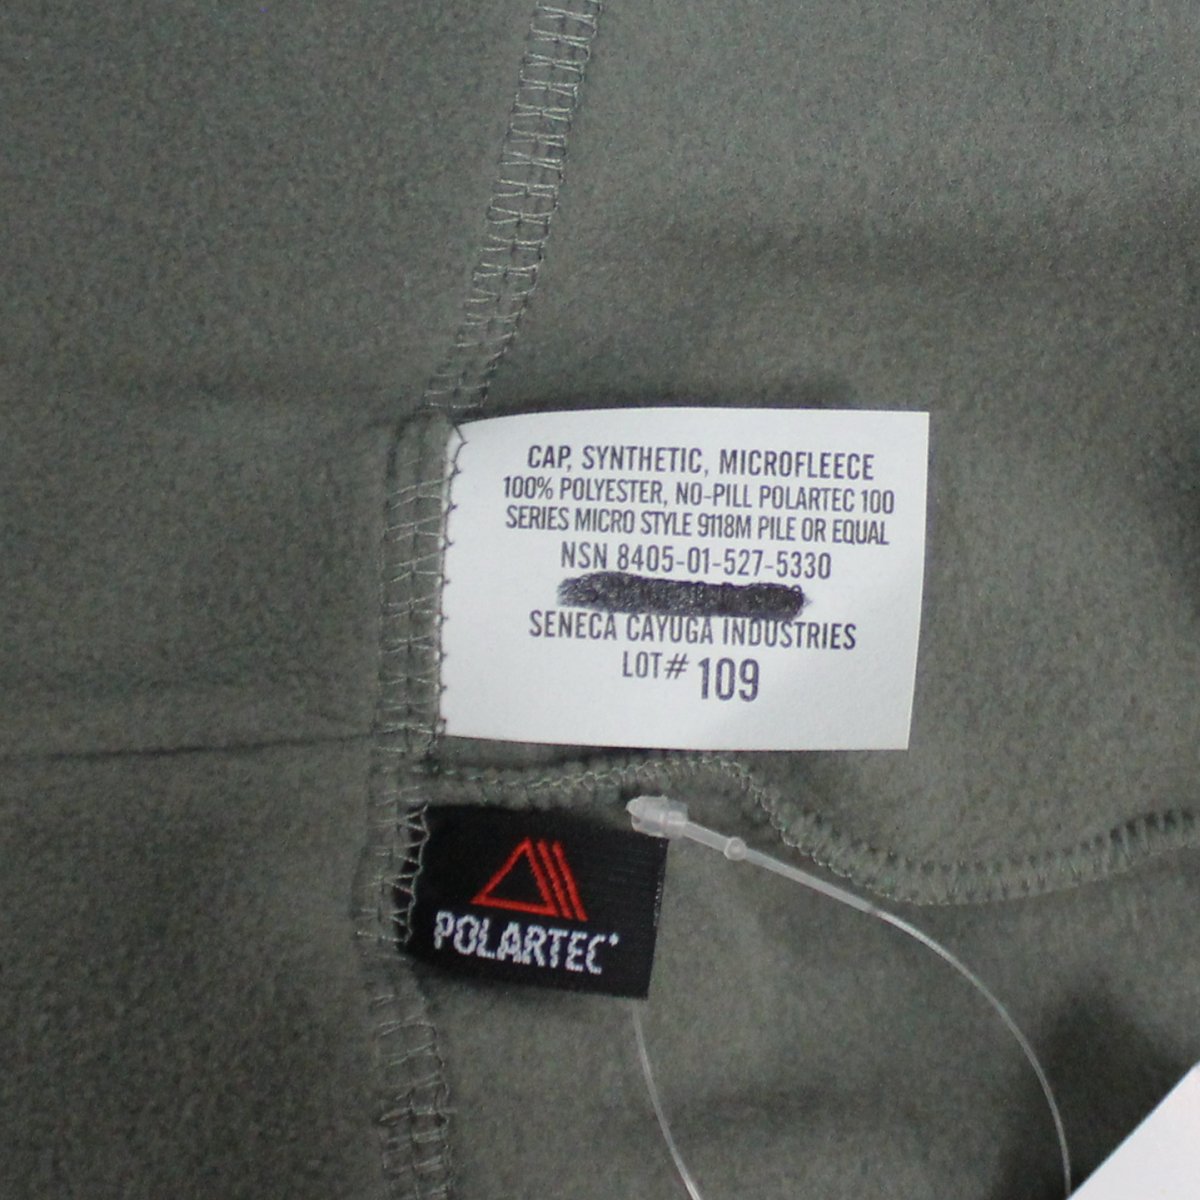 CAP, SYNTHETIC, MICROFLEECE
100% POLYESTER, NO-PILL POLARTEC 100
SERIES MICRO STYLE 9118M PILE OR EQUAL
NSN 8405-01-527-5330
SENECA CAYUGA INDUSTRIES
LOT# 109
POLARTEC